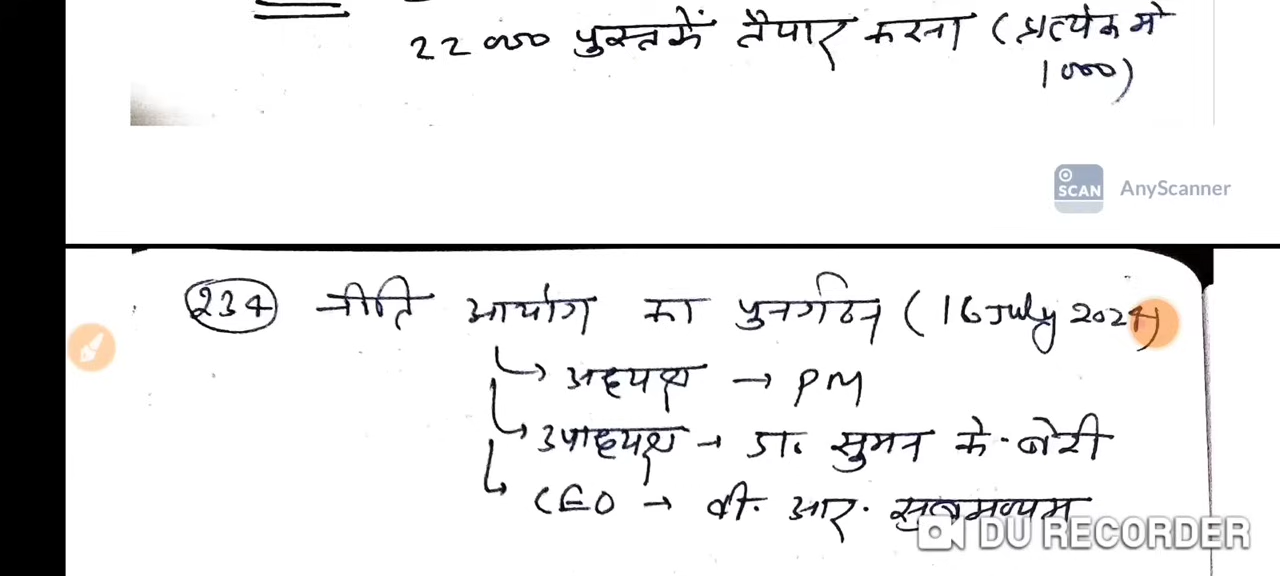 22000 पुस्तकें तैयार करना (प्रत्येक में
1000)
SCAN AnyScanner
234 नीति आयोग का पुनर्गठन (16 July 2024)
अध्यक्ष → PM
उपाध्यक्ष → डा. सुमन के. बेरी
CEO → बी. आर. सुब्रमण्यम
DU RECORDER